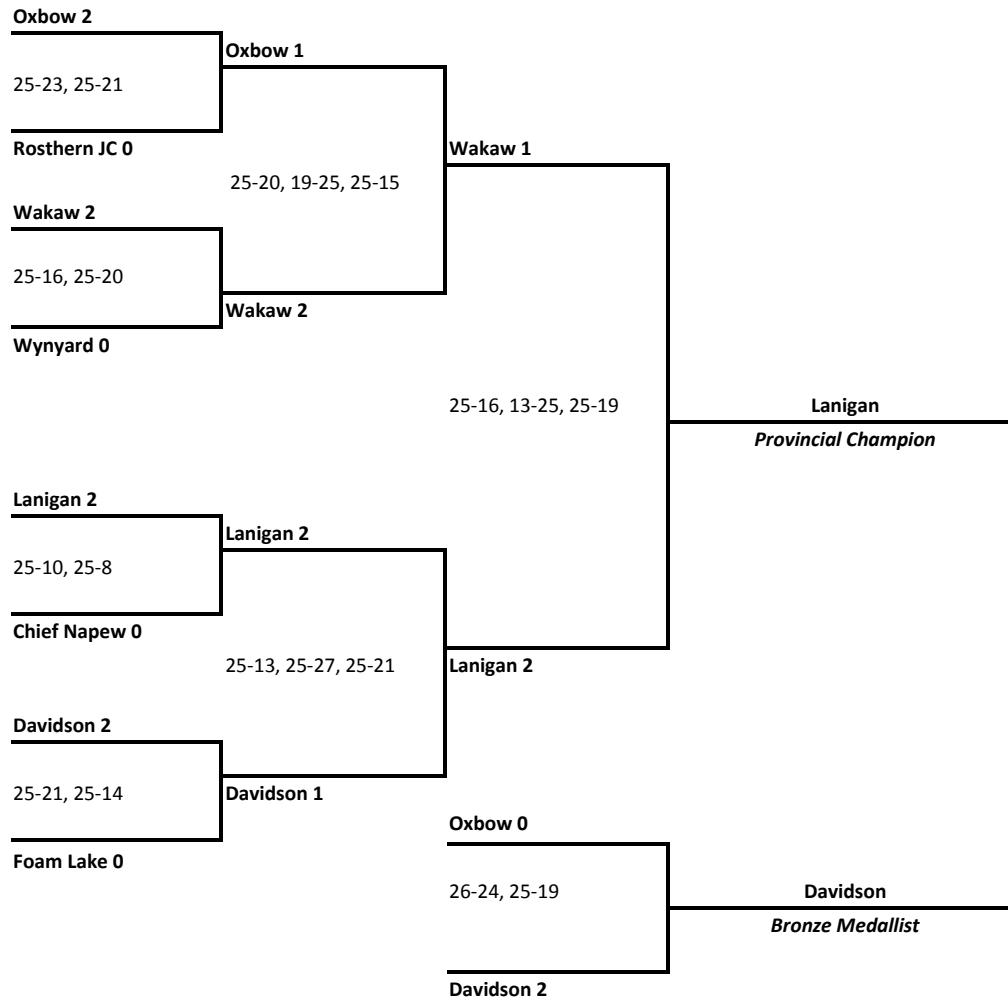 Oxbow 2
25-23, 25-21
Rosthern JC 0
Oxbow 1
25-20, 19-25, 25-15
Wakaw 2
25-16, 25-20
Wynyard 0
Wakaw 2
Wakaw 1
25-16, 13-25, 25-19
Lanigan
Provincial Champion
Lanigan 2
25-10, 25-8
Chief Napew 0
Lanigan 2
25-13, 25-27, 25-21
Lanigan 2
Davidson 2
25-21, 25-14
Foam Lake 0
Davidson 1
Oxbow 0
26-24, 25-19
Davidson 2
Davidson
Bronze Medallist